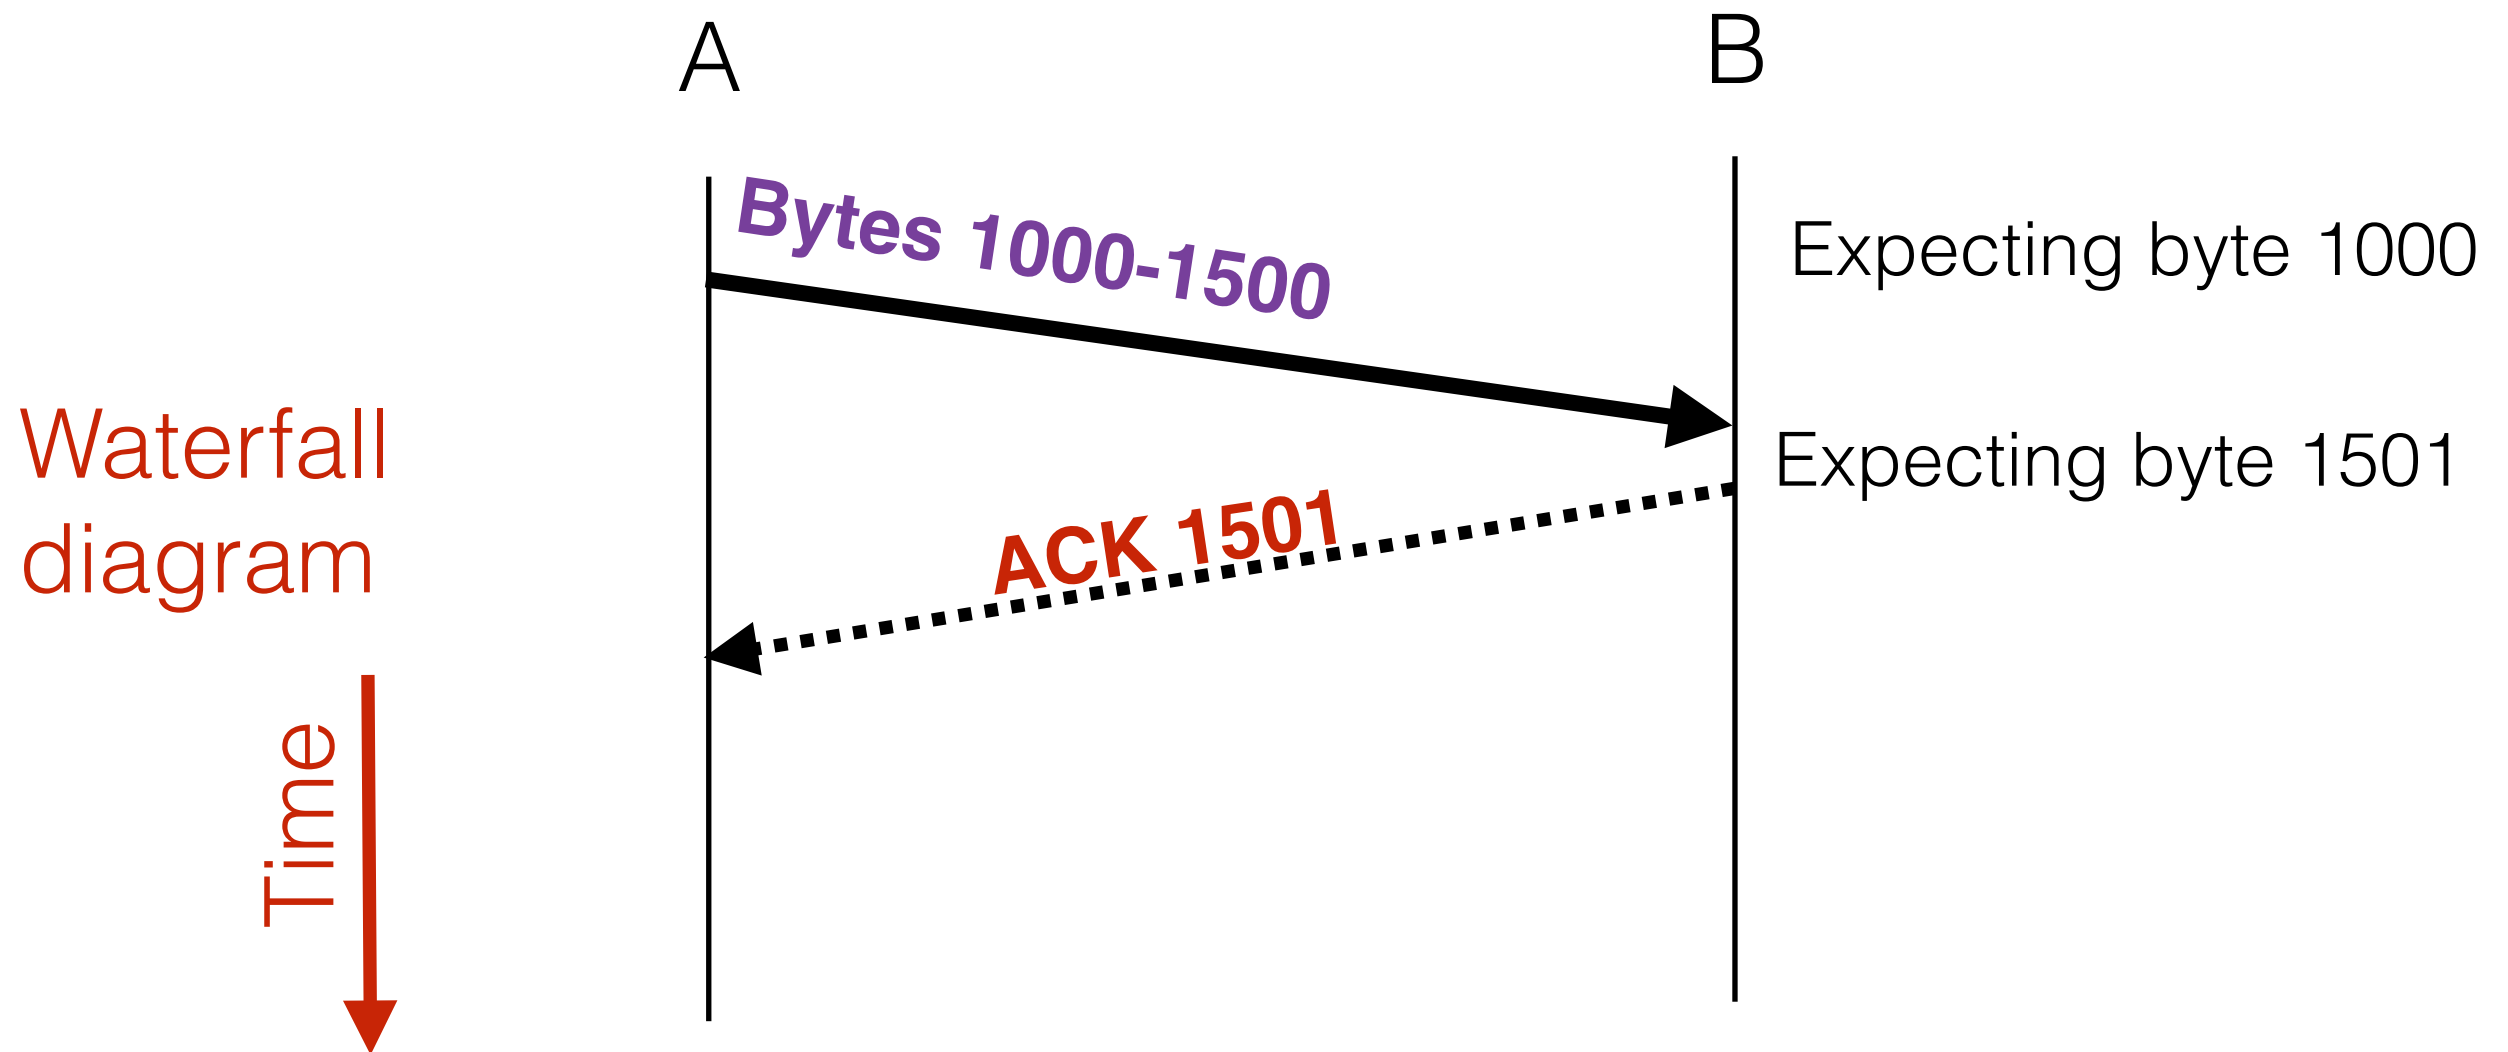 A
B
Bytes 1000-1500
Expecting byte 1000
Waterfall
diagram
Expecting byte 1501
ACK 1501
Time